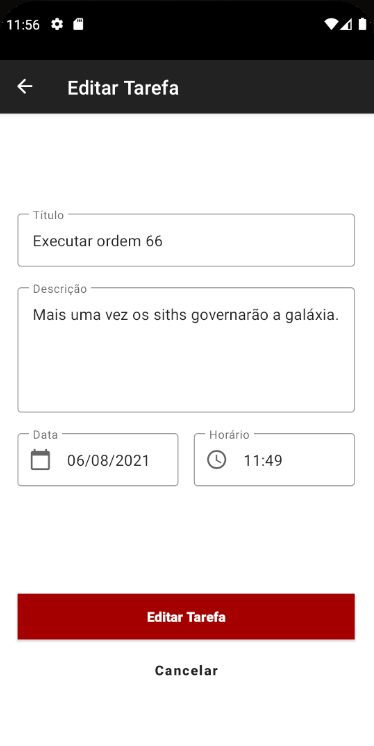 11:56
Editar Tarefa
Título
Executar ordem 66
Descrição
Mais uma vez os siths governarão a galáxia.
Data
Horário
06/08/2021
11:49
Editar Tarefa
Cancelar